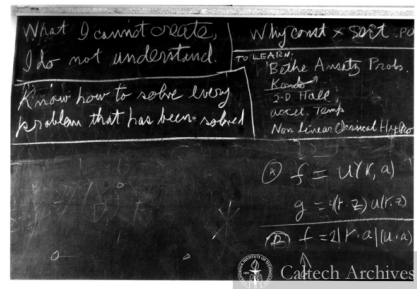 What I cannot create,
I do not understand.
Know how to solve every
problem that has been solved
Why const × sort . PO
TO LEARN:
Bethe Ansatz Probs.
Kondo
2-D Hall
accel. Temp
Non Linear Classical Hydro
f = u(r, a)
g = u(r, z)
f = 2|r·a|(u·a)
Caltech Archives